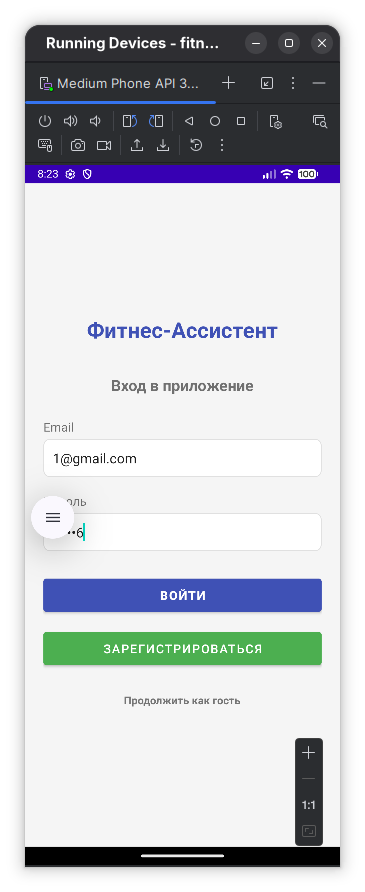 Running Devices - fitn...
Medium Phone API 3...
8:23
100
Фитнес-Ассистент
Вход в приложение
Email
1@gmail.com
••6
ВОЙТИ
ЗАРЕГИСТРИРОВАТЬСЯ
Продолжить как гость
1:1